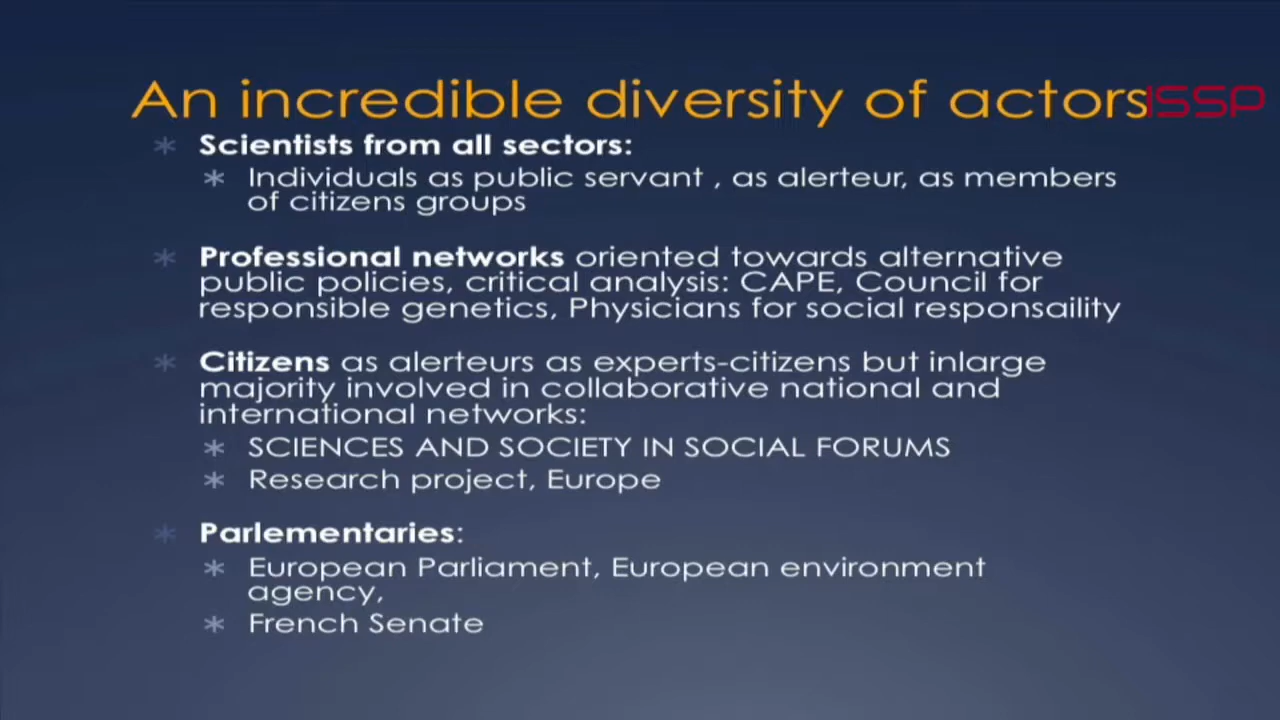 An incredible diversity of actors
ISSP
* Scientists from all sectors:
* Individuals as public servant , as alerteur, as members
of citizens groups
* Professional networks oriented towards alternative
public policies, critical analysis: CAPE, Council for
responsible genetics, Physicians for social responsaility
* Citizens as alerteurs as experts-citizens but inlarge
majority involved in collaborative national and
international networks:
* SCIENCES AND SOCIETY IN SOCIAL FORUMS
* Research project, Europe
* Parlementaries:
* European Parliament, European environment
agency,
* French Senate